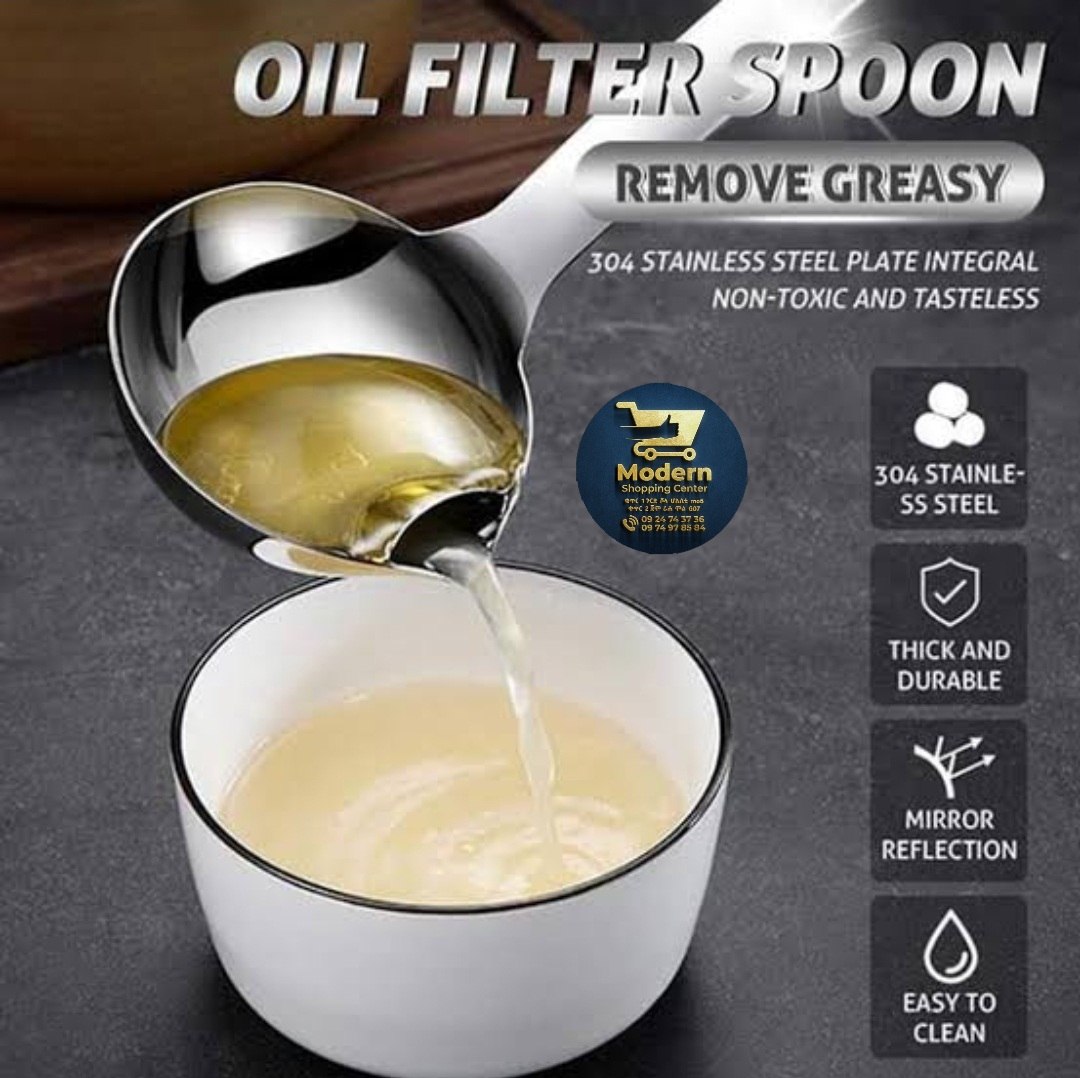 OIL FILTER SPOON
REMOVE GREASY
304 STAINLESS STEEL PLATE INTEGRAL
NON-TOXIC AND TASTELESS
304 STAINLE-
SS STEEL
THICK AND
DURABLE
MIRROR
REFLECTION
EASY TO
CLEAN
Modern
Shopping Center
09 24 74 37 36
09 74 97 85 84